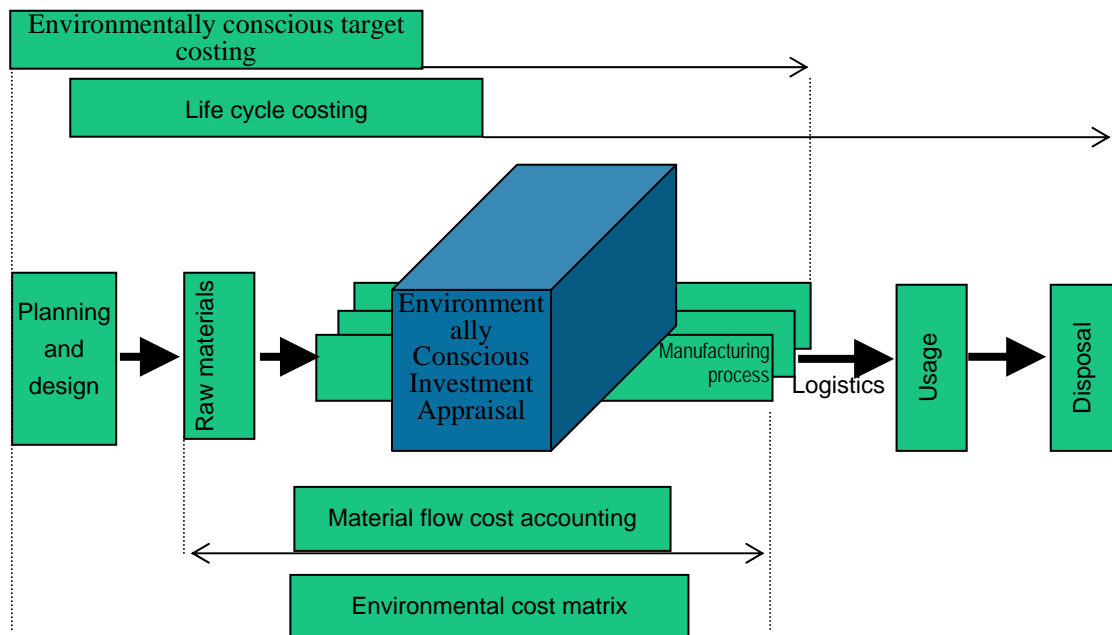 Environmentally conscious target
costing
Life cycle costing
Planning
and
design
Raw materials
Environment
ally
Conscious
Investment
Appraisal
Manufacturing
process
Logistics
Usage
Disposal
Material flow cost accounting
Environmental cost matrix